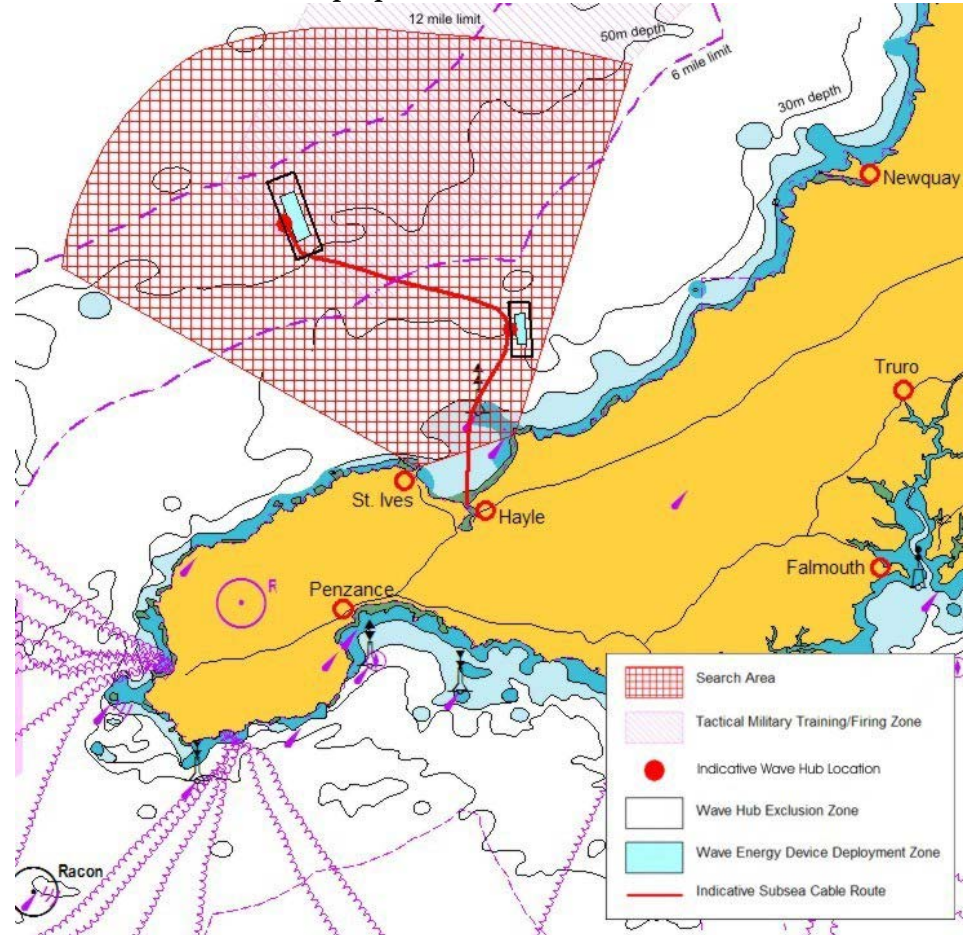 12 mile limit
50m depth
6 mile limit
30m depth
Newquay
Truro
St. Ives
Hayle
Falmouth
Penzance
R
Racon
Search Area
Tactical Military Training/Firing Zone
Indicative Wave Hub Location
Wave Hub Exclusion Zone
Wave Energy Device Deployment Zone
Indicative Subsea Cable Route